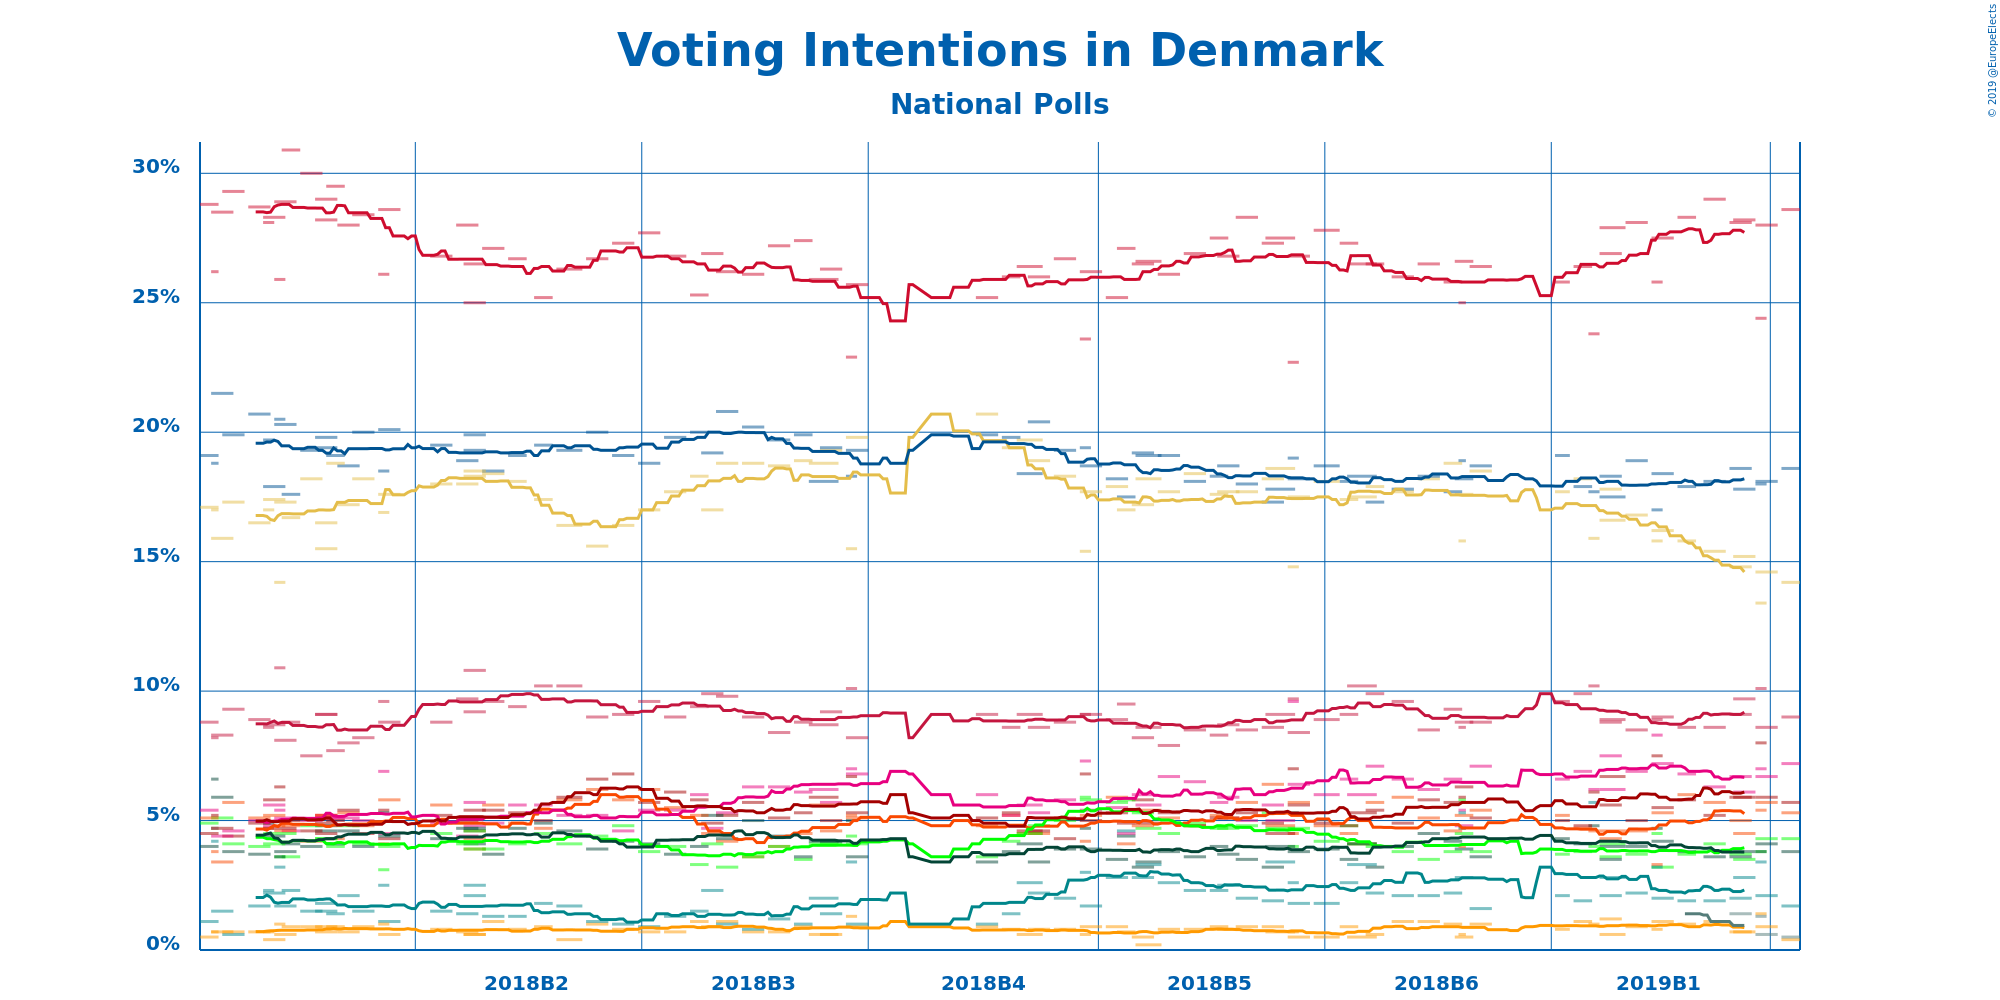 Voting Intentions in Denmark
National Polls
© 2019 @EuropeElects
30%
25%
20%
15%
10%
5%
0%
2018B2
2018B3
2018B4
2018B5
2018B6
2019B1